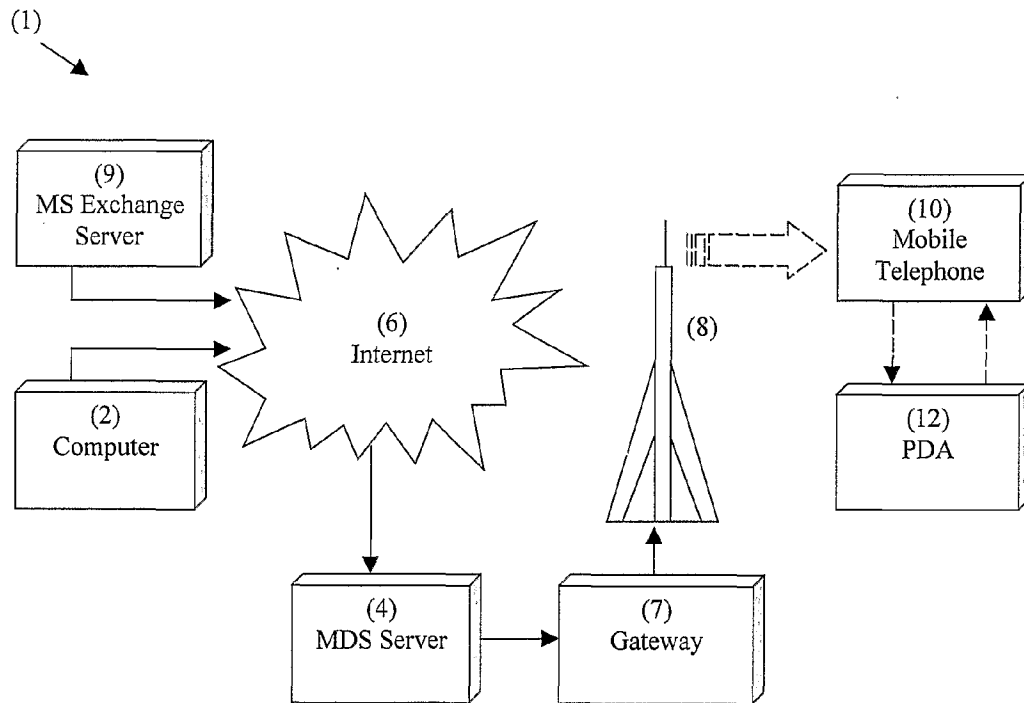 (1)
(9)
MS Exchange
Server
(10)
Mobile
Telephone
(6)
Internet
(8)
(2)
Computer
(12)
PDA
(4)
MDS Server
(7)
Gateway